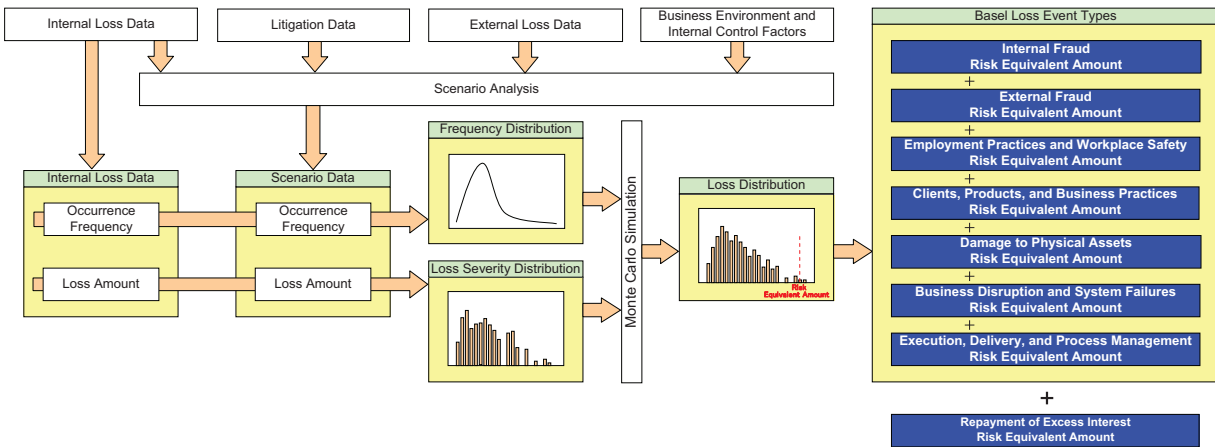 Internal Loss Data
Litigation Data
External Loss Data
Business Environment and
Internal Control Factors
Scenario Analysis
Internal Loss Data
Occurrence
Frequency
Loss Amount
Scenario Data
Occurrence
Frequency
Loss Amount
Frequency Distribution
Loss Severity Distribution
Monte Carlo Simulation
Loss Distribution
Risk
Equivalent Amount
Basel Loss Event Types
Internal Fraud
Risk Equivalent Amount
+
External Fraud
Risk Equivalent Amount
+
Employment Practices and Workplace Safety
Risk Equivalent Amount
+
Clients, Products, and Business Practices
Risk Equivalent Amount
+
Damage to Physical Assets
Risk Equivalent Amount
+
Business Disruption and System Failures
Risk Equivalent Amount
+
Execution, Delivery, and Process Management
Risk Equivalent Amount
+
Repayment of Excess Interest
Risk Equivalent Amount